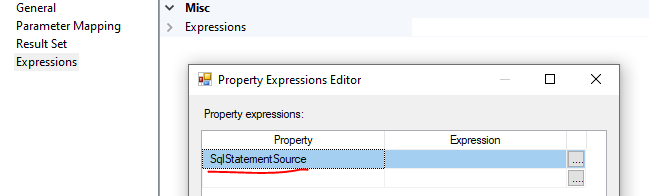 General
Parameter Mapping
Result Set
Expressions
Misc
Expressions
Property Expressions Editor
Property expressions:
Property Expression
SqlStatementSource ...
...